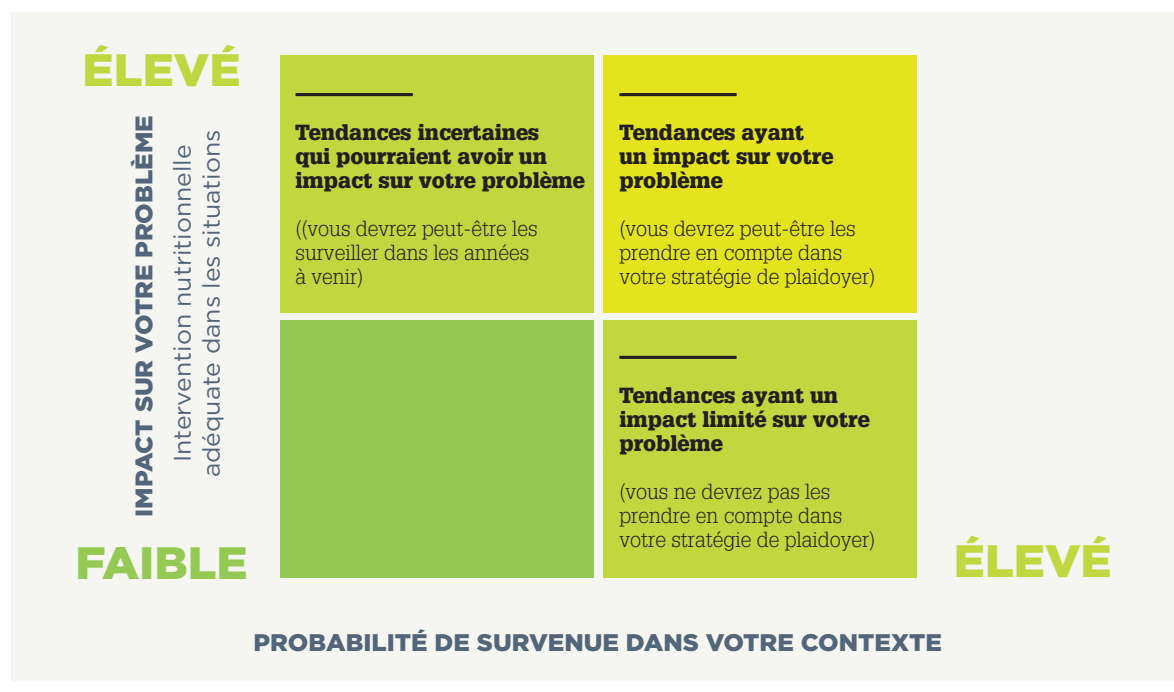 ÉLEVÉ
IMPACT SUR VOTRE PROBLÈME
Intervention nutritionnelle
adéquate dans les situations
Tendances incertaines
qui pourraient avoir un
impact sur votre problème
((vous devrez peut-être les
surveiller dans les années
à venir)
Tendances ayant
un impact sur votre
problème
(vous devrez peut-être les
prendre en compte dans
votre stratégie de plaidoyer)
Tendances ayant un
impact limité sur votre
problème
(vous ne devrez pas les
prendre en compte dans
votre stratégie de plaidoyer)
FAIBLE
ÉLEVÉ
PROBABILITÉ DE SURVENUE DANS VOTRE CONTEXTE